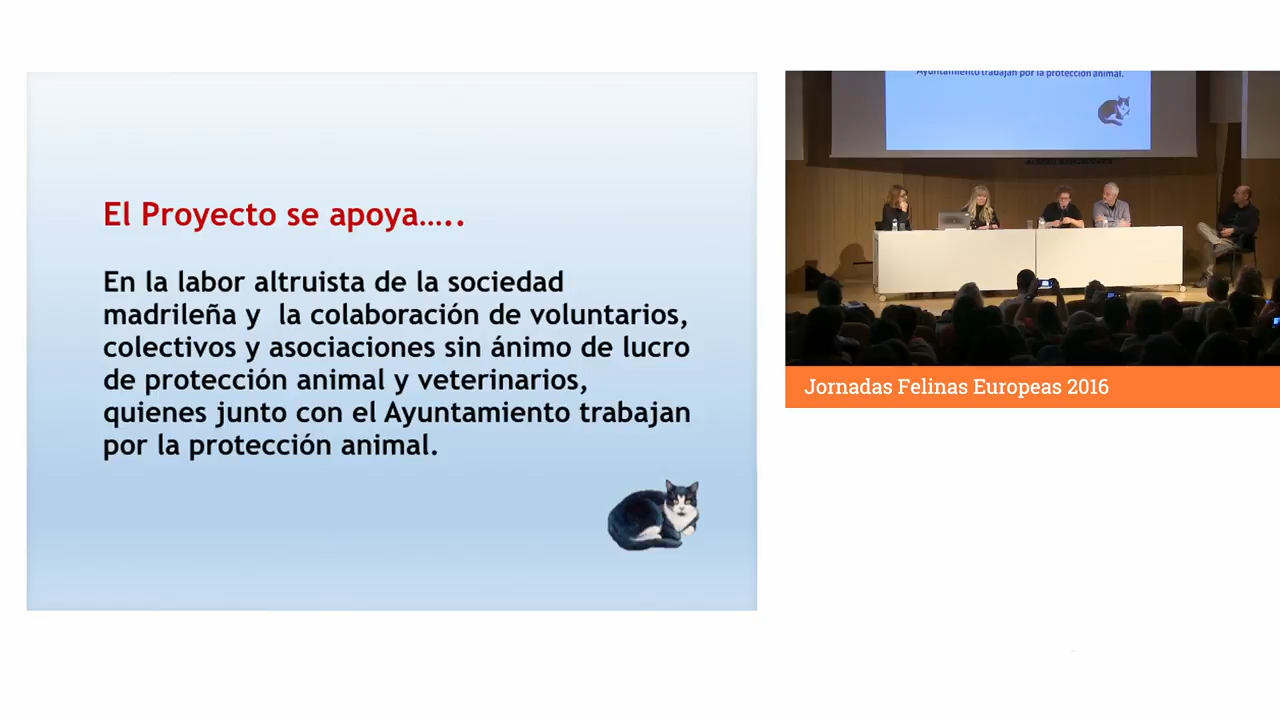 El Proyecto se apoya.....
En la labor altruista de la sociedad
madrileña y  la colaboración de voluntarios,
colectivos y asociaciones sin ánimo de lucro
de protección animal y veterinarios,
quienes junto con el Ayuntamiento trabajan
por la protección animal.
Ayuntamiento trabajan por la protección animal.
Jornadas Felinas Europeas 2016